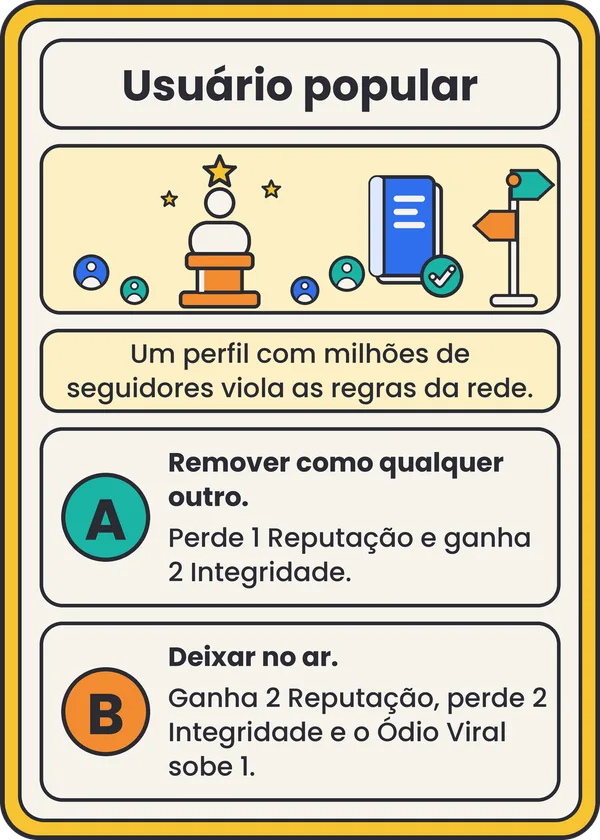 Usuário popular
Um perfil com milhões de
seguidores viola as regras da rede.
A
Remover como qualquer
outro.
Perde 1 Reputação e ganha
2 Integridade.
B
Deixar no ar.
Ganha 2 Reputação, perde 2
Integridade e o Ódio Viral
sobe 1.